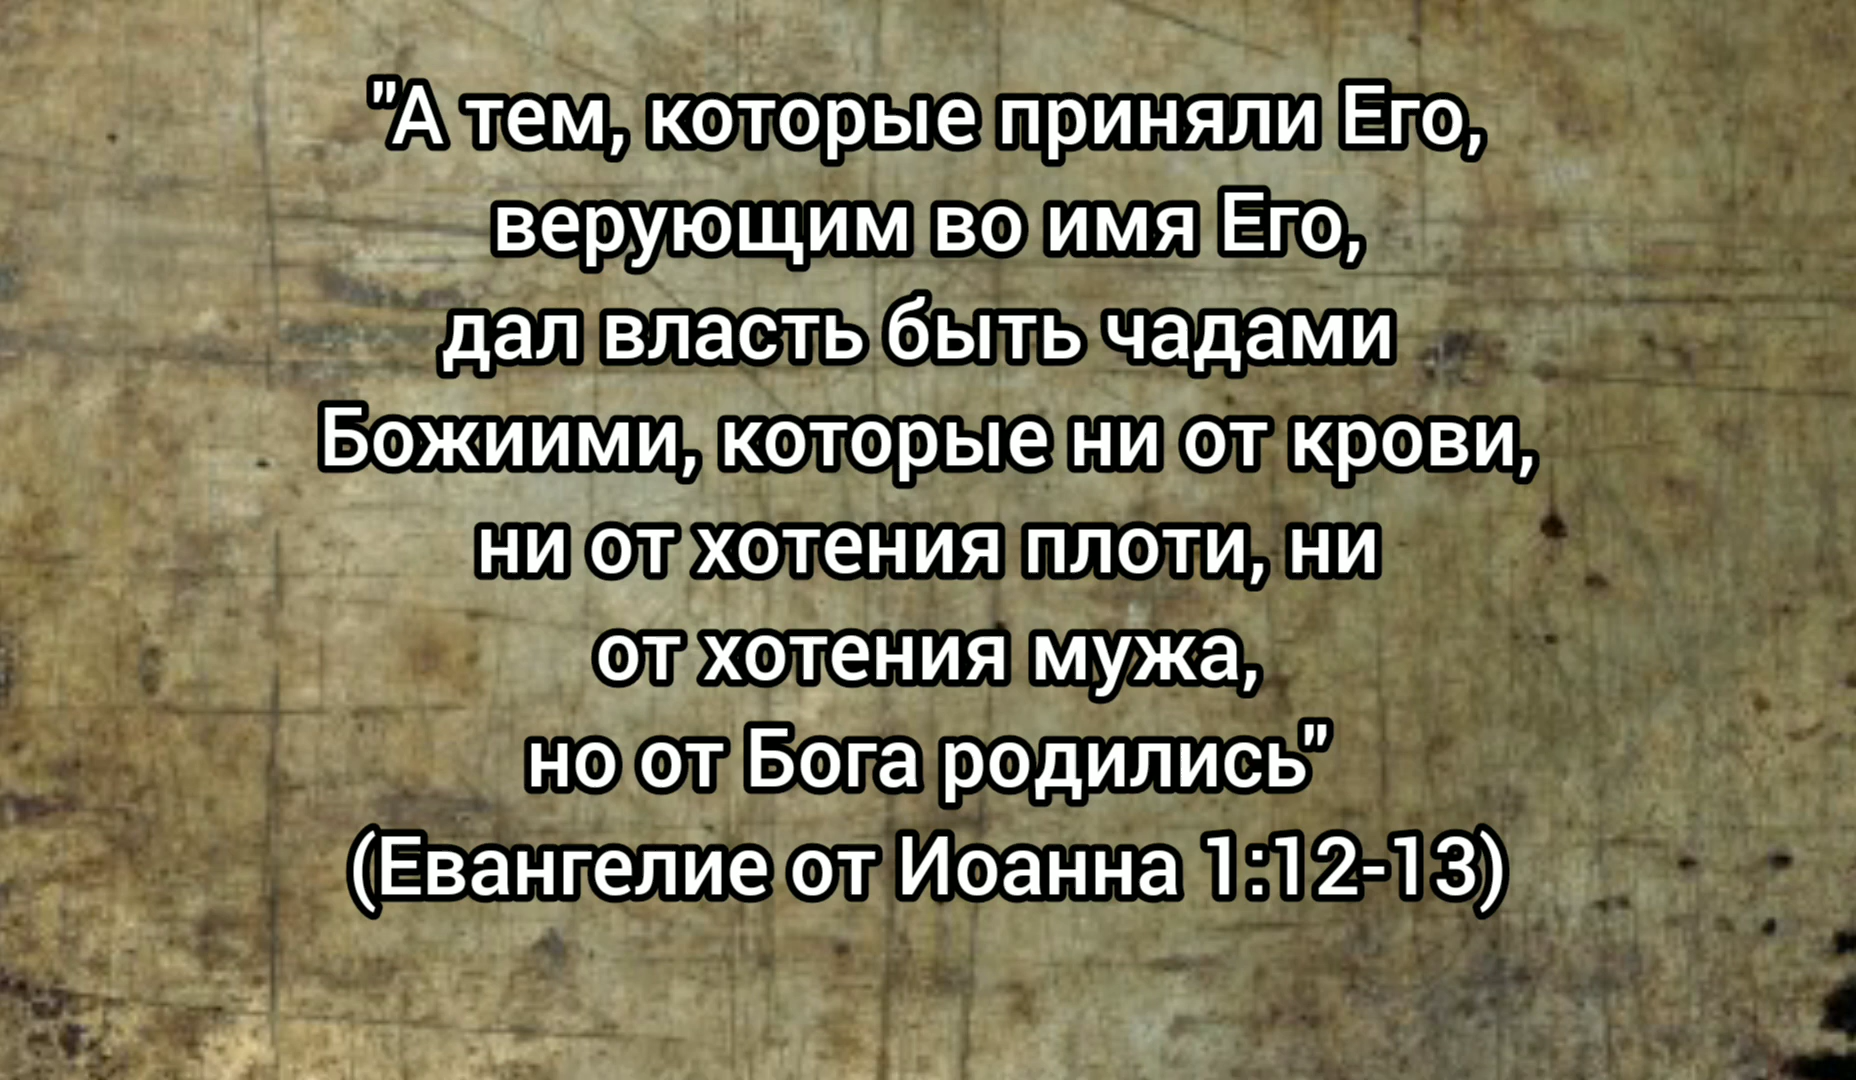 "А тем, которые приняли Его,
верующим во имя Его,
дал власть быть чадами
Божиими, которые ни от крови,
ни от хотения плоти, ни
от хотения мужа,
но от Бога родились"
(Евангелие от Иоанна 1:12-13)